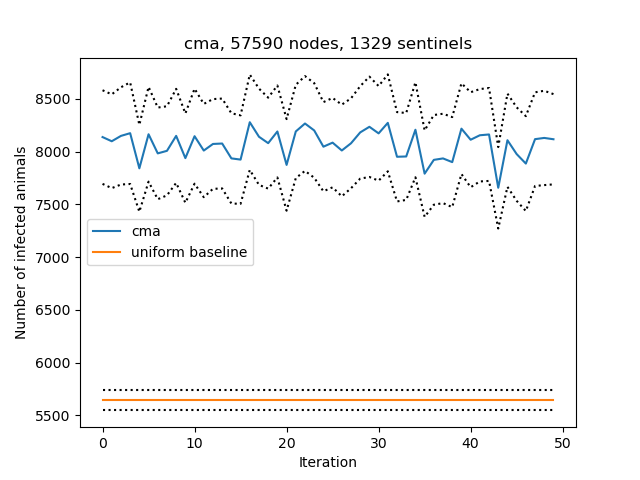 cma, 57590 nodes, 1329 sentinels
Number of infected animals
8500
8000
7500
7000
6500
6000
5500
cma
uniform baseline
0
10
20
30
40
50
Iteration